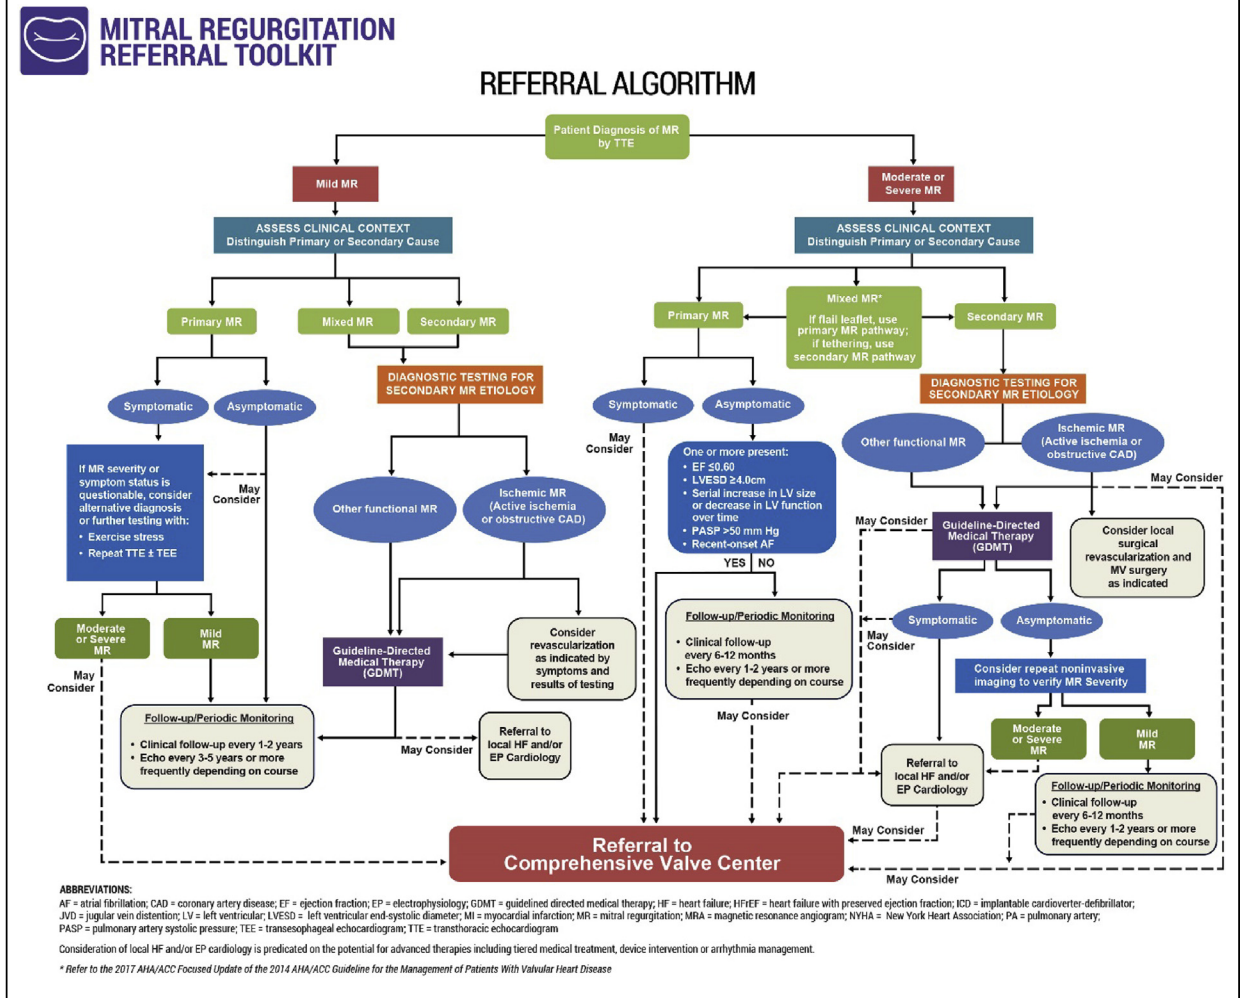 MITRAL REGURGITATION
REFERRAL TOOLKIT
REFERRAL ALGORITHM
Patient Diagnosis of MR
by TTE
Mild MR
ASSESS CLINICAL CONTEXT
Distinguish Primary or Secondary Cause
Primary MR
Mixed MR
Secondary MR
Symptomatic
Asymptomatic
DIAGNOSTIC TESTING FOR
SECONDARY MR ETIOLOGY
If MR severity or
symptom status is
questionable, consider
alternative diagnosis
or further testing with:
• Exercise stress
• Repeat TTE ± TEE
May
Consider
Other functional MR
Ischemic MR
(Active ischemia
or obstructive CAD)
Moderate
or Severe
MR
Mild
MR
May
Consider
Guideline-Directed
Medical Therapy
(GDMT)
Consider
revascularization
as indicated by
symptoms and
results of testing
Follow-up/Periodic Monitoring
• Clinical follow-up every 1-2 years
• Echo every 3-5 years or more
frequently depending on course
May Consider
Referral to
local HF and/or
EP Cardiology
Moderate or
Severe MR
ASSESS CLINICAL CONTEXT
Distinguish Primary or Secondary Cause
Primary MR
Mixed MR*
If flail leaflet, use
primary MR pathway;
if tethering, use
secondary MR pathway
Secondary MR
Symptomatic
Asymptomatic
DIAGNOSTIC TESTING FOR
SECONDARY MR ETIOLOGY
May
Consider
One or more present:
• EF ≤0.60
• LVESD ≥4.0cm
• Serial increase in LV size
or decrease in LV function
over time
• PASP >50 mm Hg
• Recent-onset AF
YES
NO
Follow-up/Periodic Monitoring
• Clinical follow-up
every 6-12 months
• Echo every 1-2 years or more
frequently depending on course
May Consider
Other functional MR
Ischemic MR
(Active ischemia or
obstructive CAD)
May Consider
May Consider
Guideline-Directed
Medical Therapy
(GDMT)
Consider local
surgical
revascularization and
MV surgery
as indicated
Symptomatic
Asymptomatic
May
Consider
Consider repeat noninvasive
imaging to verify MR Severity
Moderate
or Severe
MR
Mild
MR
Referral to
local HF and/or
EP Cardiology
Follow-up/Periodic Monitoring
• Clinical follow-up
every 6-12 months
• Echo every 1-2 years or more
frequently depending on course
May Consider
May Consider
Referral to
Comprehensive Valve Center
ABBREVIATIONS:
AF = atrial fibrillation; CAD = coronary artery disease; EF = ejection fraction; EP = electrophysiology; GDMT = guidelined directed medical therapy; HF = heart failure; HFrEF = heart failure with preserved ejection fraction; ICD = implantable cardioverter-defibrillator;
JVD = jugular vein distention; LV = left ventricular; LVESD = left ventricular end-systolic diameter; MI = myocardial infarction; MR = mitral regurgitation; MRA = magnetic resonance angiogram; NYHA = New York Heart Association; PA = pulmonary artery;
PASP = pulmonary artery systolic pressure; TEE = transesophageal echocardiogram; TTE = transthoracic echocardiogram
Consideration of local HF and/or EP cardiology is predicated on the potential for advanced therapies including tiered medical treatment, device intervention or arrhythmia management.
* Refer to the 2017 AHA/ACC Focused Update of the 2014 AHA/ACC Guideline for the Management of Patients With Valvular Heart Disease